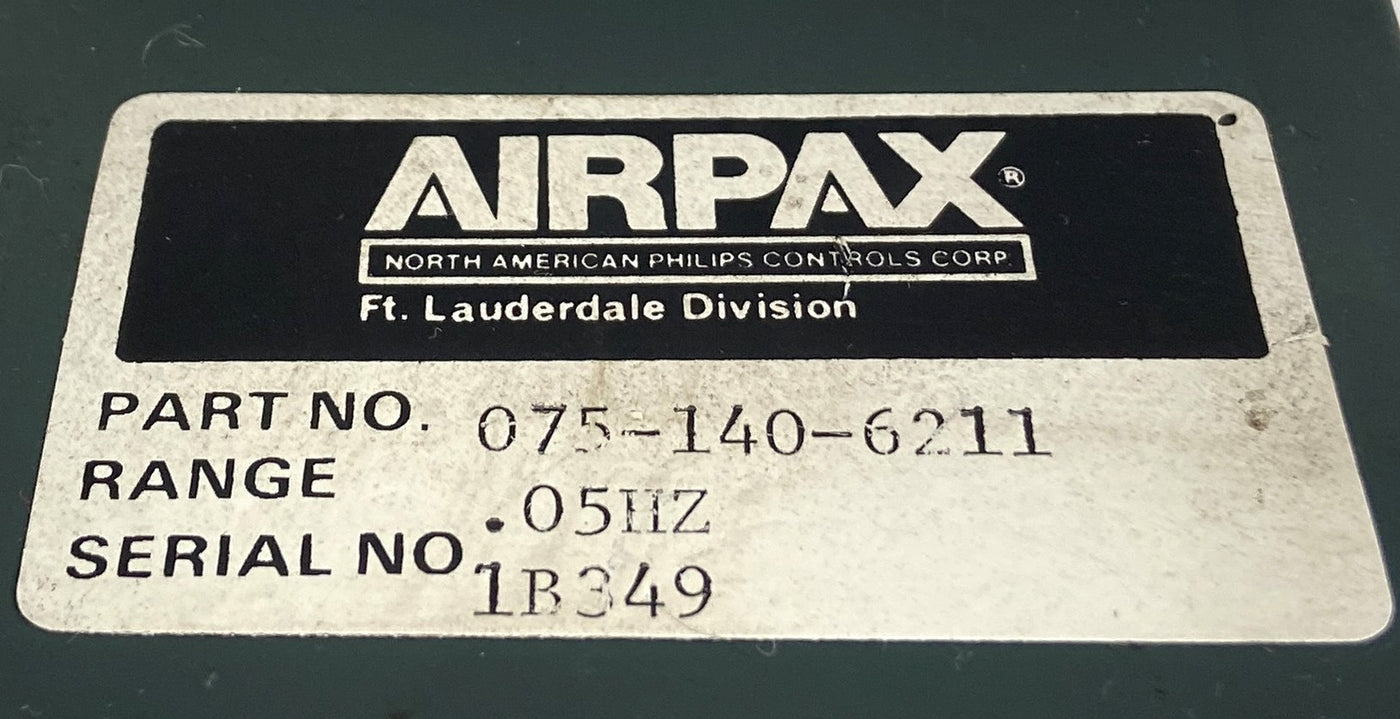 AIRPAX®
NORTH AMERICAN PHILIPS CONTROLS CORP.
Ft. Lauderdale Division
PART NO. 075-140-6211
RANGE .05HZ
SERIAL NO. 1B349